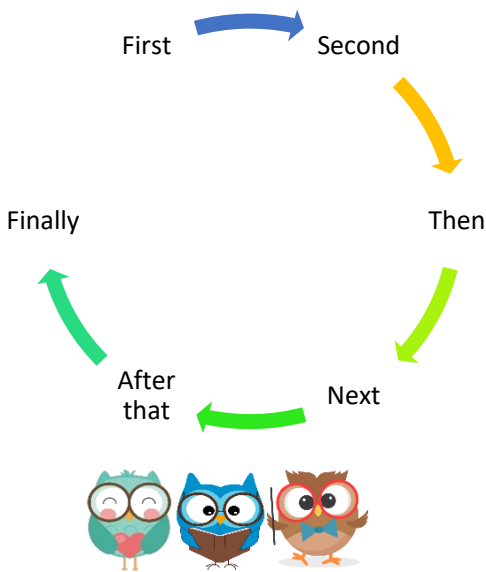 First
Second
Then
Next
After
that
Finally